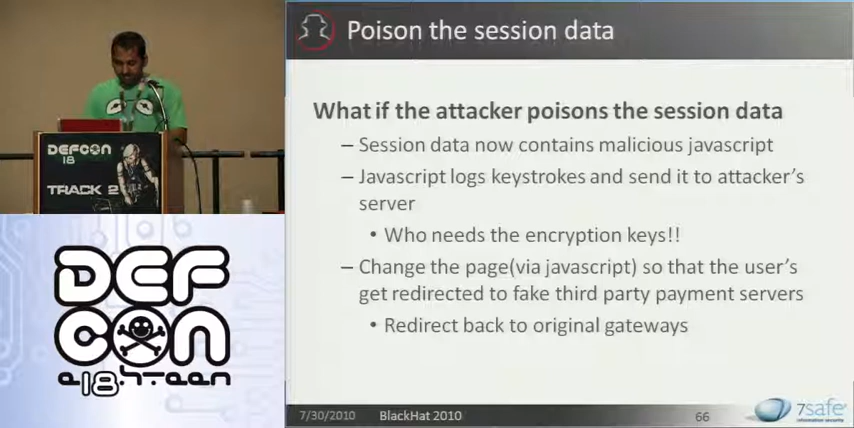 Poison the session data
What if the attacker poisons the session data
– Session data now contains malicious javascript
– Javascript logs keystrokes and send it to attacker's
server
• Who needs the encryption keys!!
– Change the page(via javascript) so that the user's
get redirected to fake third party payment servers
• Redirect back to original gateways
7/30/2010 BlackHat 2010 66
7safe
information security
DEFCON
18
TRACK 2
DEF
CON
e18hteen